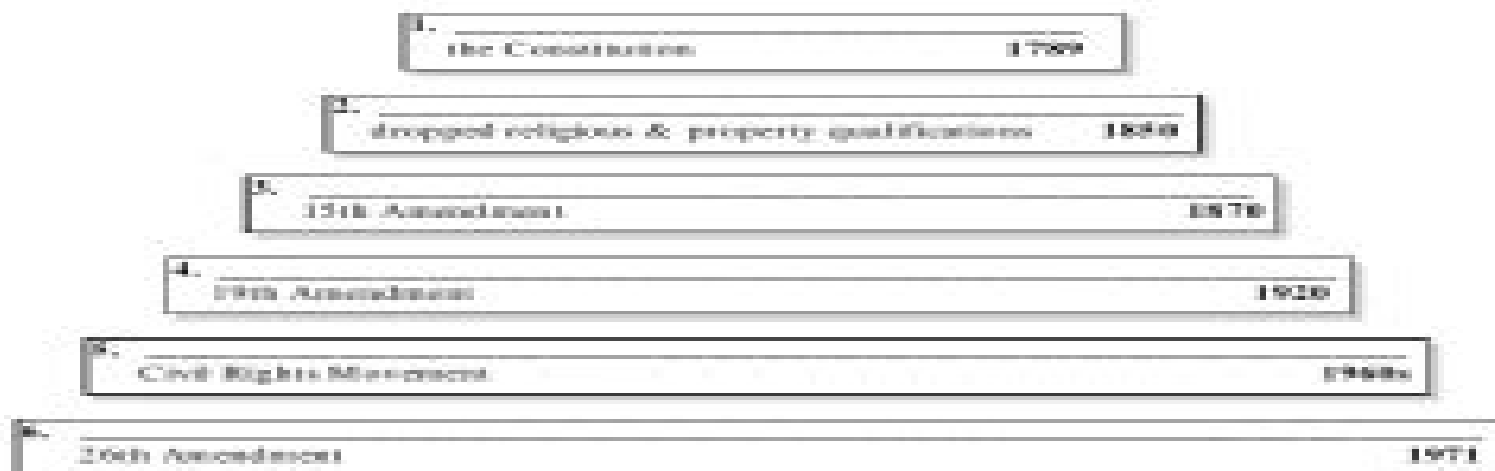 1.
the Constitution 1789
2.
dropped religious & property qualifications 1850
3.
15th Amendment 1870
4.
19th Amendment 1920
5.
Civil Rights Movement 1960s
6.
26th Amendment 1971